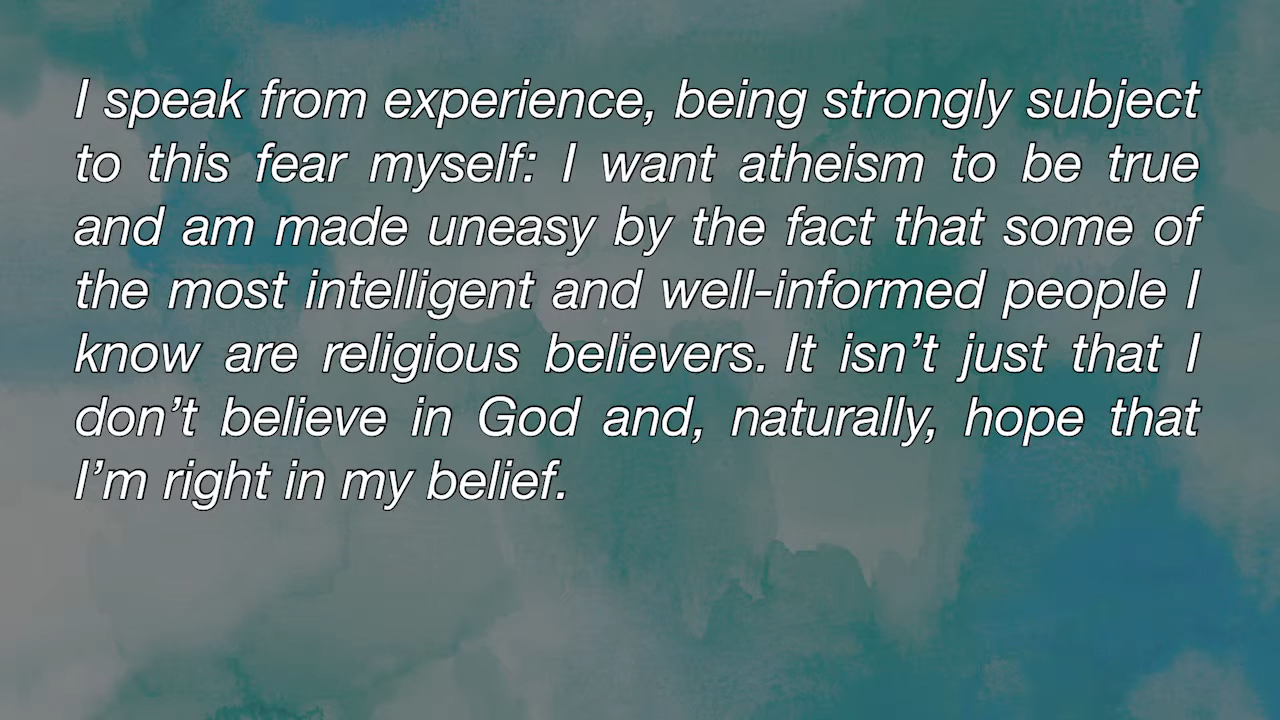 I speak from experience, being strongly subject
to this fear myself: I want atheism to be true
and am made uneasy by the fact that some of
the most intelligent and well-informed people I
know are religious believers. It isn’t just that I
don’t believe in God and, naturally, hope that
I’m right in my belief.